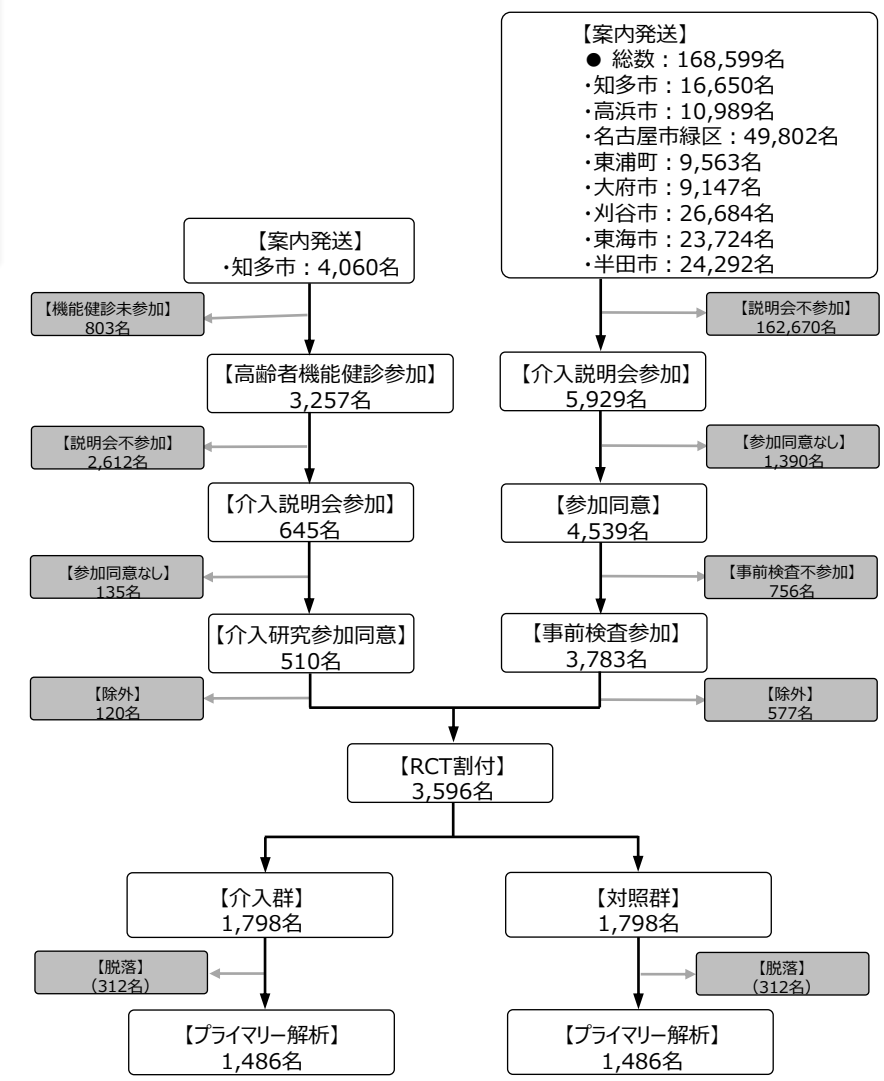 【案内発送】
● 総数：168,599名
・知多市：16,650名
・高浜市：10,989名
・名古屋市緑区：49,802名
・東浦町：9,563名
・大府市：9,147名
・刈谷市：26,684名
・東海市：23,724名
・半田市：24,292名
【案内発送】
・知多市：4,060名
【機能健診未参加】
803名
【説明会不参加】
162,670名
【高齢者機能健診参加】
3,257名
【介入説明会参加】
5,929名
【説明会不参加】
2,612名
【参加同意なし】
1,390名
【介入説明会参加】
645名
【参加同意】
4,539名
【参加同意なし】
135名
【事前検査不参加】
756名
【介入研究参加同意】
510名
【事前検査参加】
3,783名
【除外】
120名
【除外】
577名
【RCT割付】
3,596名
【介入群】
1,798名
【対照群】
1,798名
【脱落】
（312名）
【脱落】
（312名）
【プライマリー解析】
1,486名
【プライマリー解析】
1,486名